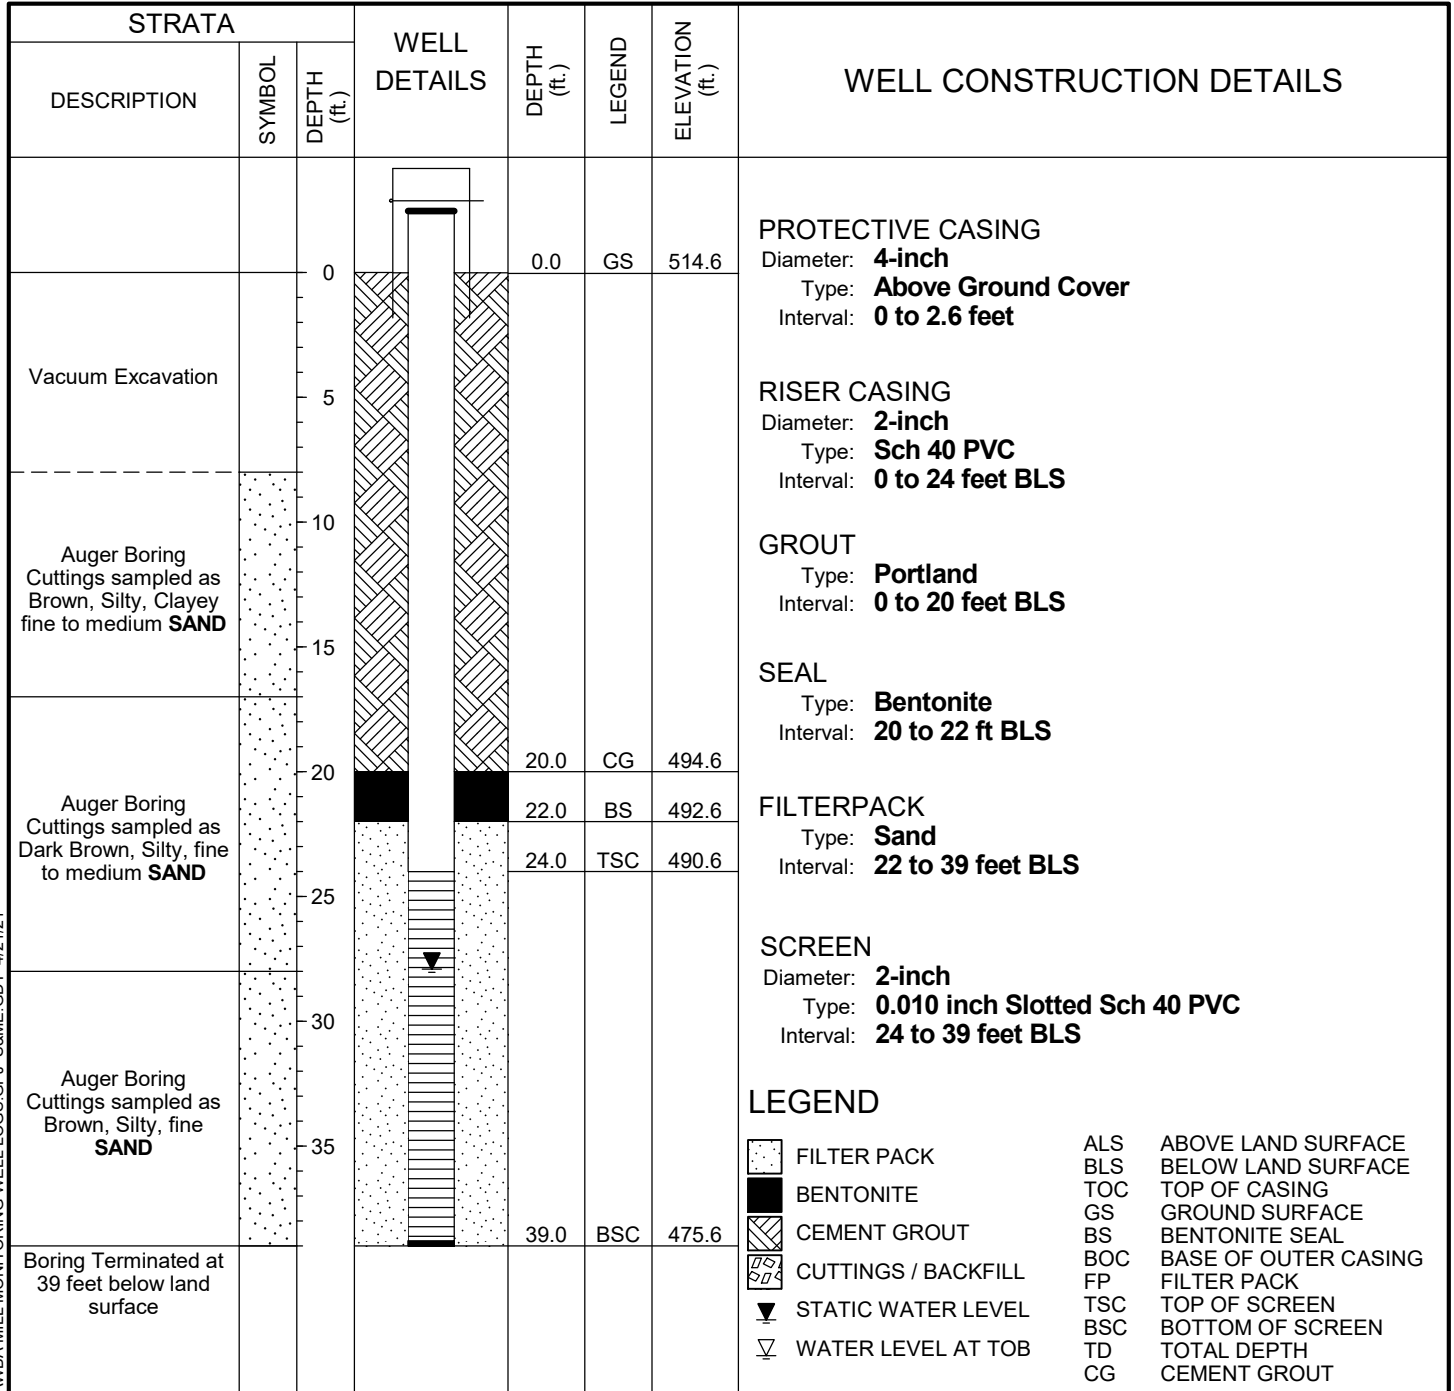 STRATA
DESCRIPTION
SYMBOL
DEPTH
(ft.)
WELL
DETAILS
DEPTH
(ft.)
LEGEND
ELEVATION
(ft.)
WELL CONSTRUCTION DETAILS
0
5
10
15
20
25
30
35
Vacuum Excavation
Auger Boring
Cuttings sampled as
Brown, Silty, Clayey
fine to medium SAND
Auger Boring
Cuttings sampled as
Dark Brown, Silty, fine
to medium SAND
Auger Boring
Cuttings sampled as
Brown, Silty, fine
SAND
Boring Terminated at
39 feet below land
surface
0.0 GS 514.6
20.0 CG 494.6
22.0 BS 492.6
24.0 TSC 490.6
39.0 BSC 475.6
PROTECTIVE CASING
Diameter: 4-inch
Type: Above Ground Cover
Interval: 0 to 2.6 feet
RISER CASING
Diameter: 2-inch
Type: Sch 40 PVC
Interval: 0 to 24 feet BLS
GROUT
Type: Portland
Interval: 0 to 20 feet BLS
SEAL
Type: Bentonite
Interval: 20 to 22 ft BLS
FILTERPACK
Type: Sand
Interval: 22 to 39 feet BLS
SCREEN
Diameter: 2-inch
Type: 0.010 inch Slotted Sch 40 PVC
Interval: 24 to 39 feet BLS
LEGEND
FILTER PACK
BENTONITE
CEMENT GROUT
CUTTINGS / BACKFILL
STATIC WATER LEVEL
WATER LEVEL AT TOB
ALS ABOVE LAND SURFACE
BLS BELOW LAND SURFACE
TOC TOP OF CASING
GS GROUND SURFACE
BS BENTONITE SEAL
BOC BASE OF OUTER CASING
FP FILTER PACK
TSC TOP OF SCREEN
BSC BOTTOM OF SCREEN
TD TOTAL DEPTH
CG CEMENT GROUT